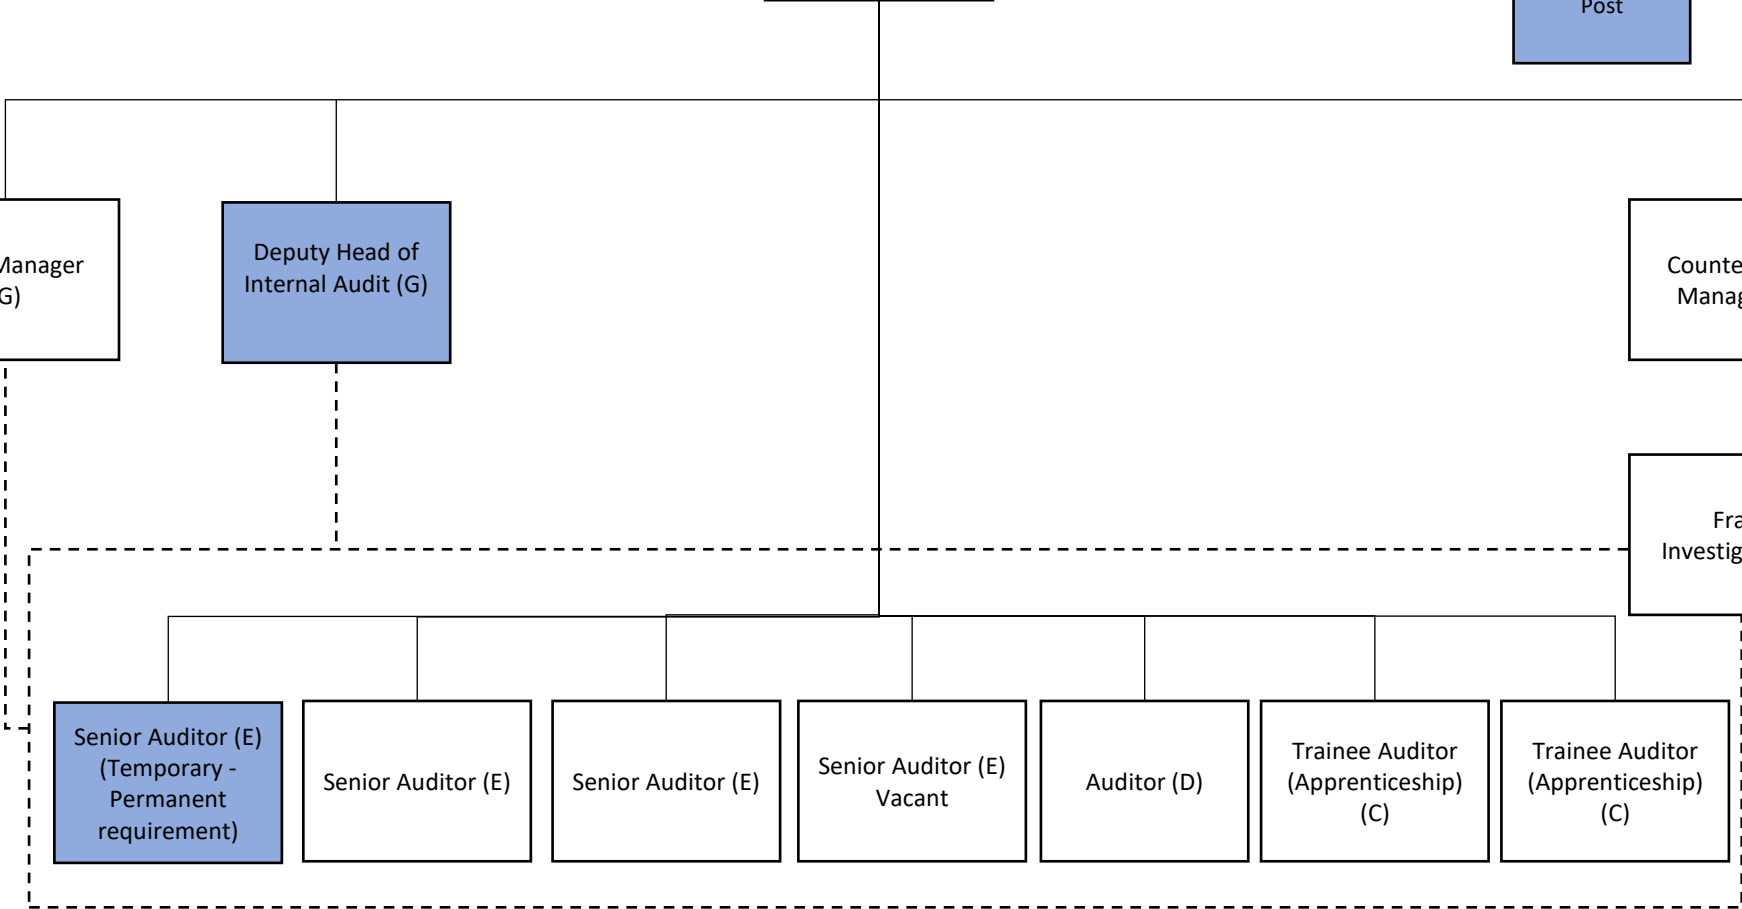 Post
Manager
G)
Deputy Head of
Internal Audit (G)
Counte
Manag
Fra
Investig
Senior Auditor (E)
(Temporary -
Permanent
requirement)
Senior Auditor (E)
Senior Auditor (E)
Senior Auditor (E)
Vacant
Auditor (D)
Trainee Auditor
(Apprenticeship)
(C)
Trainee Auditor
(Apprenticeship)
(C)